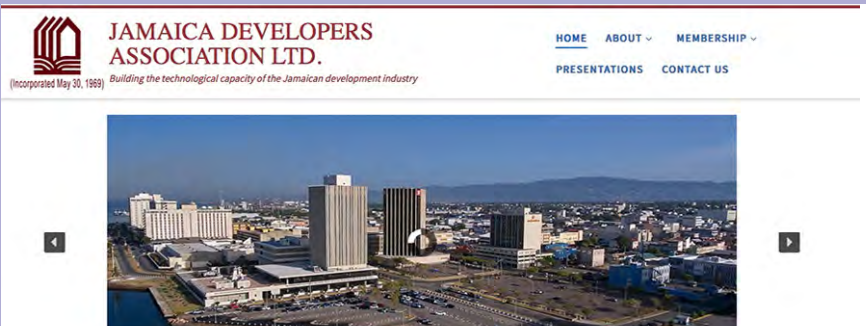 JAMAICA DEVELOPERS
ASSOCIATION LTD.
(Incorporated May 30, 1969)
Building the technological capacity of the Jamaican development industry
HOME ABOUT MEMBERSHIP
PRESENTATIONS CONTACT US